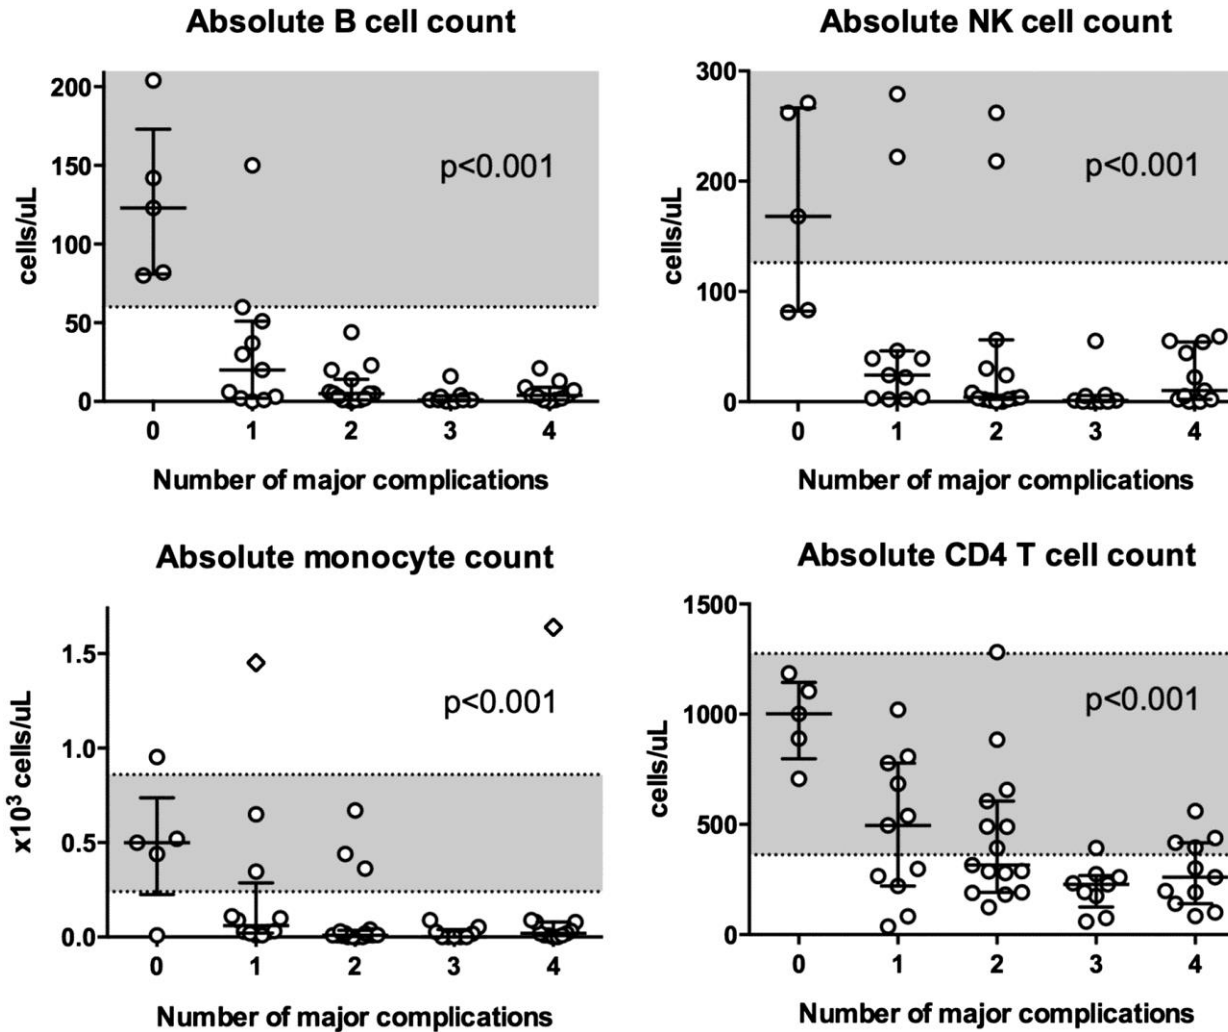 Absolute B cell count
200
150
100
50
0
cells/uL
p<0.001
0 1 2 3 4
Number of major complications
Absolute NK cell count
300
200
100
0
cells/uL
p<0.001
0 1 2 3 4
Number of major complications
Absolute monocyte count
1.5
1.0
0.5
0.0
x10³ cells/uL
p<0.001
0 1 2 3 4
Number of major complications
Absolute CD4 T cell count
1500
1000
500
0
cells/uL
p<0.001
0 1 2 3 4
Number of major complications